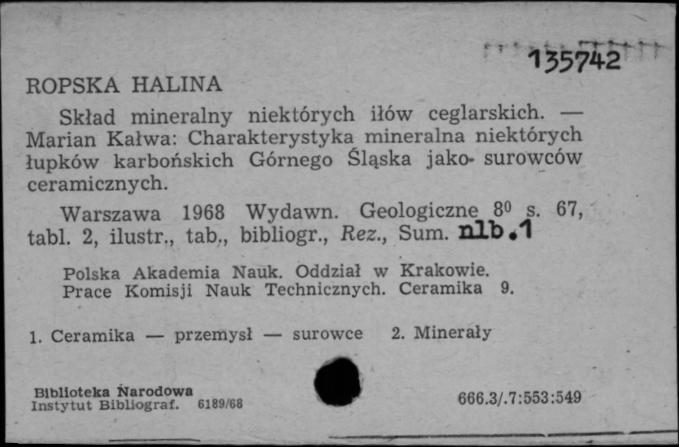 135742
ROPSKA HALINA
Skład mineralny niektórych iłów ceglarskich. —
Marian Kałwa: Charakterystyka mineralna niektórych
łupków karbońskich Górnego Śląska jako- surowców
ceramicznych.
Warszawa 1968 Wydawn. Geologiczne 8⁰ s. 67,
tabl. 2, ilustr., tab., bibliogr., Rez., Sum. nlb.1
Polska Akademia Nauk. Oddział w Krakowie.
Prace Komisji Nauk Technicznych. Ceramika 9.
1. Ceramika — przemysł — surowce 2. Minerały
Biblioteka Narodowa
Instytut Bibliograf. 6189/68
666.3/.7:553:549